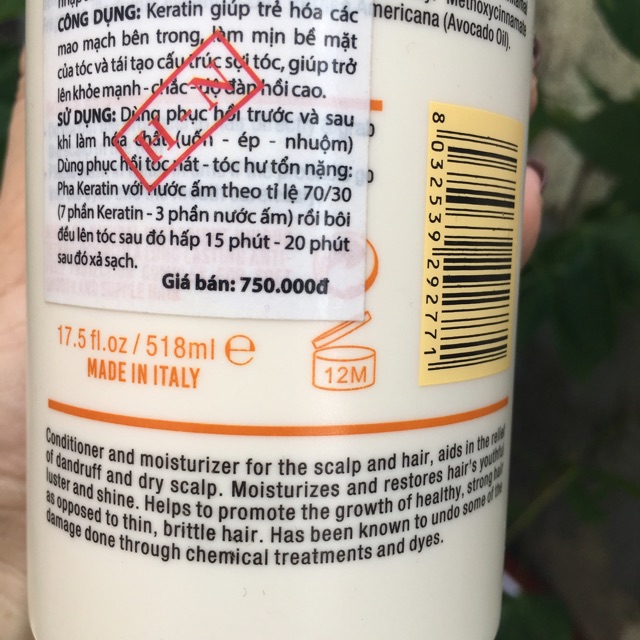 CÔNG DỤNG: Keratin giúp trẻ hóa các
mao mạch bên trong, làm mịn bề mặt
của tóc và tái tạo cấu trúc sợi tóc, giúp trở
lên khỏe mạnh - chắc - độ đàn hồi cao.
SỬ DỤNG: Dùng phục hồi trước và sau
khi làm hóa chất (uốn - ép - nhuộm)
Dùng phục hồi tóc nát - tóc hư tổn nặng:
Pha Keratin với nước ấm theo tỉ lệ 70/30
(7 phần Keratin - 3 phần nước ấm) rồi bôi
đều lên tóc sau đó hấp 15 phút - 20 phút
sau đó xả sạch.
Giá bán: 750.000đ
H N
Methoxycinnamate
Americana (Avocado Oil).
8 032539 292771
17.5 fl.oz / 518ml e
MADE IN ITALY
12M
Conditioner and moisturizer for the scalp and hair, aids in the relief
of dandruff and dry scalp. Moisturizes and restores hair's youthful
luster and shine. Helps to promote the growth of healthy, strong hair
as opposed to thin, brittle hair. Has been known to undo some of the
damage done through chemical treatments and dyes.